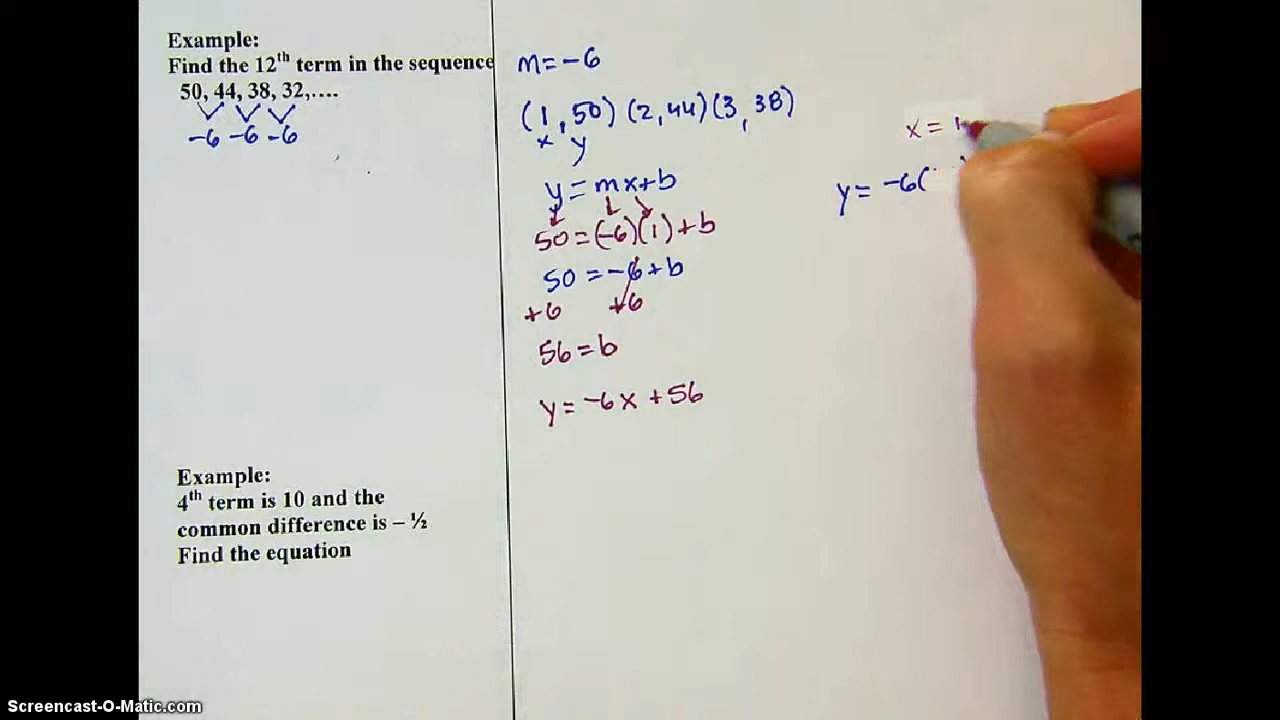 Example:
Find the 12th term in the sequence
50, 44, 38, 32,....
-6 -6 -6
m=-6
(1,50) (2,44) (3,38)
x y
y = mx+b
50 = (-6)(1) + b
50 = -6+b
+6 +6
56 = b
y = -6x +56
x = 1
y = -6(
Example:
4th term is 10 and the
common difference is – ½
Find the equation
Screencast-O-Matic.com